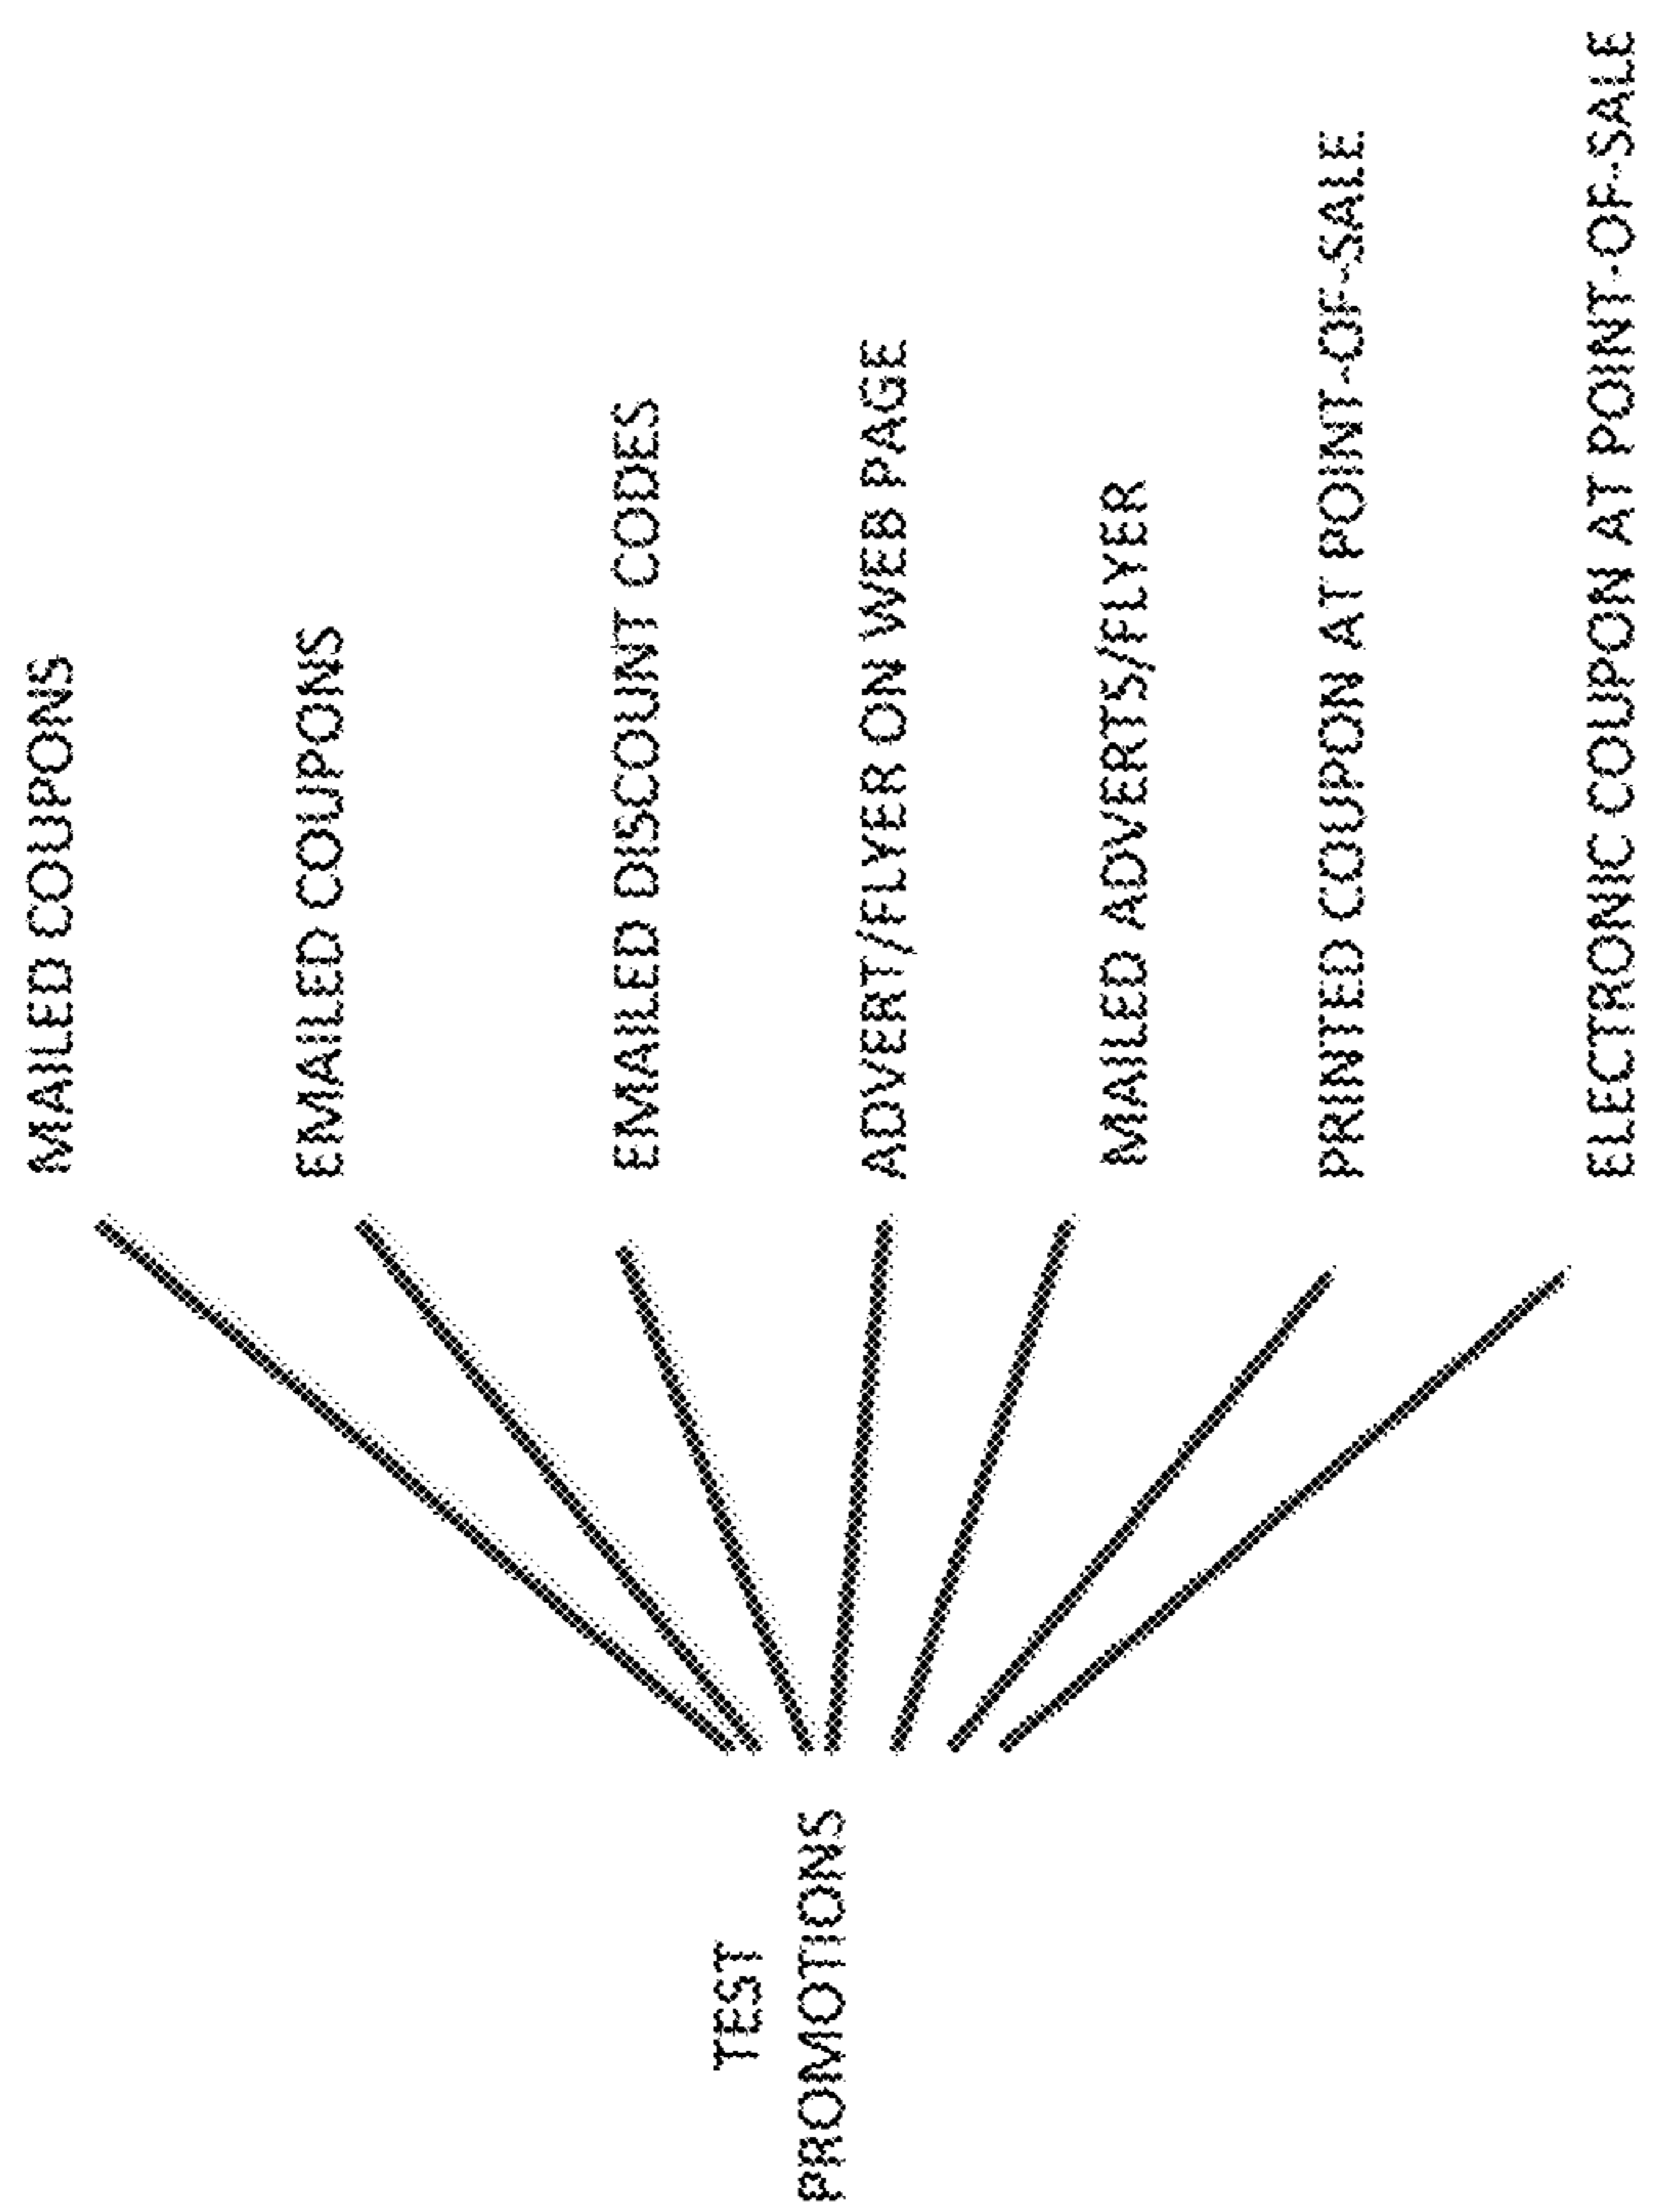 TEST
PROMOTIONS
MAILED COUPONS
EMAILED COUPONS
EMAILED DISCOUNT CODES
ADVERT/FLYER ON WEB PAGE
MAILED ADVERTS/FLYER
PRINTED COUPON AT POINT-OF-SALE
ELECTRONIC COUPON AT POINT-OF-SALE